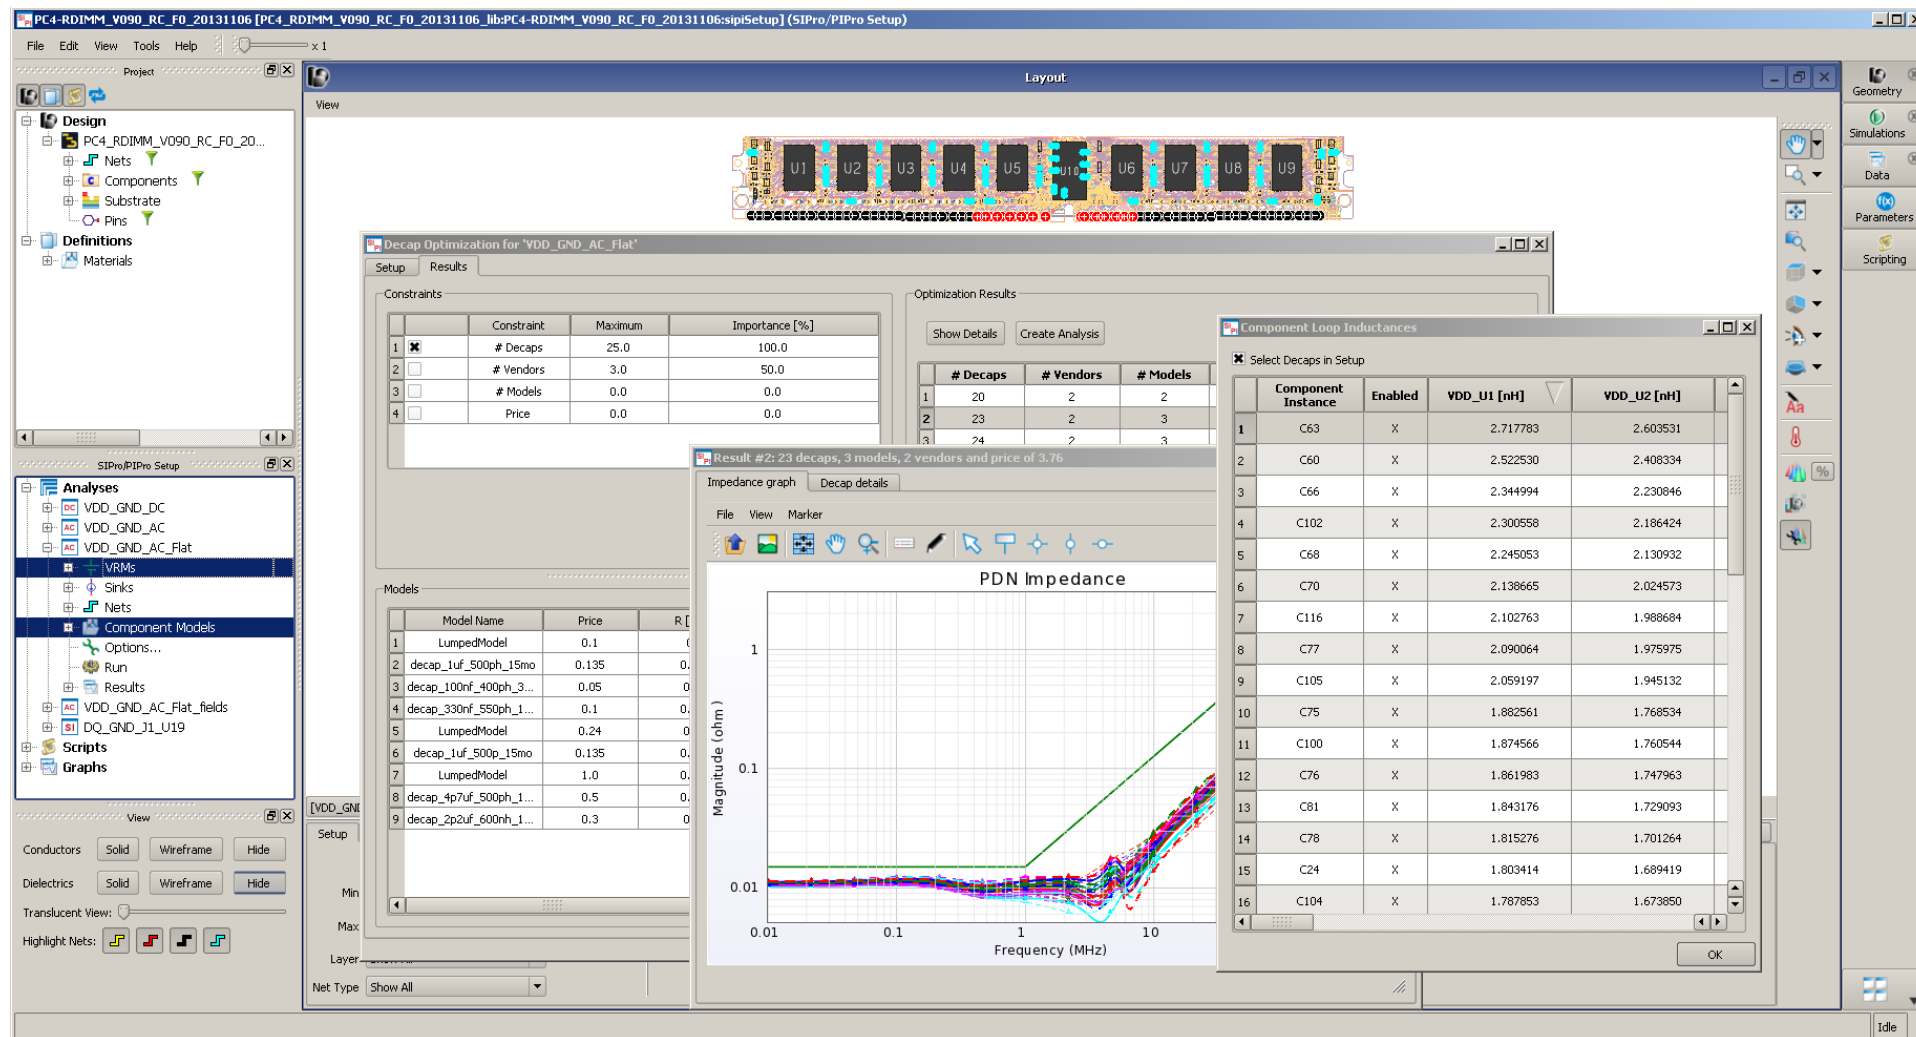 PC4-RDIMM_V090_RC_F0_20131106 [PC4_RDIMM_V090_RC_F0_20131106_lib:PC4-RDIMM_V090_RC_F0_20131106:sipiSetup] (SIPro/PIPro Setup)
File Edit View Tools Help x 1
Project
Design
PC4_RDIMM_V090_RC_F0_20...
Nets
Components
Substrate
Pins
Definitions
Materials
SIPro/PIPro Setup
Analyses
DC VDD_GND_DC
AC VDD_GND_AC
AC VDD_GND_AC_Flat
VRMs
Sinks
Nets
Component Models
Options...
Run
Results
AC VDD_GND_AC_Flat_fields
SI DQ_GND_J1_U19
Scripts
Graphs
View
Conductors Solid Wireframe Hide
Dielectrics Solid Wireframe Hide
Translucent View:
Highlight Nets:
Layout
View
U1 U2 U3 U4 U5 U10 U6 U7 U8 U9
Geometry
Simulations
Data
f(x)
Parameters
Scripting
Aa
%
Decap Optimization for 'VDD_GND_AC_Flat'
Setup Results
Constraints
Constraint Maximum Importance [%]
1 # Decaps 25.0 100.0
2 # Vendors 3.0 50.0
3 # Models 0.0 0.0
4 Price 0.0 0.0
Optimization Results
Show Details Create Analysis
# Decaps # Vendors # Models
1 20 2 2
2 23 2 3
3 24 2 3
Models
Model Name Price R [
1 LumpedModel 0.1
2 decap_1uf_500ph_15mo 0.135 0.
3 decap_100nf_400ph_3... 0.05 0
4 decap_330nf_550ph_1... 0.1 0
5 LumpedModel 0.24 0
6 decap_1uf_500p_15mo 0.135 0.
7 LumpedModel 1.0 0.
8 decap_4p7uf_500ph_1... 0.5 0.
9 decap_2p2uf_600nh_1... 0.3 0
Result #2: 23 decaps, 3 models, 2 vendors and price of 3.76
Impedance graph Decap details
File View Marker
PDN Impedance
Magnitude (ohm)
1
0.1
0.01
0.01 0.1 1 10
Frequency (MHz)
Component Loop Inductances
Select Decaps in Setup
Component Instance Enabled VDD_U1 [nH] VDD_U2 [nH]
1 C63 X 2.717783 2.603531
2 C60 X 2.522530 2.408334
3 C66 X 2.344994 2.230846
4 C102 X 2.300558 2.186424
5 C68 X 2.245053 2.130932
6 C70 X 2.138665 2.024573
7 C116 X 2.102763 1.988684
8 C77 X 2.090064 1.975975
9 C105 X 2.059197 1.945132
10 C75 X 1.882561 1.768534
11 C100 X 1.874566 1.760544
12 C76 X 1.861983 1.747963
13 C81 X 1.843176 1.729093
14 C78 X 1.815276 1.701264
15 C24 X 1.803414 1.689419
16 C104 X 1.787853 1.673850
OK
[VDD_GN
Setup
Min
Max
Layer
Net Type Show All
Idle